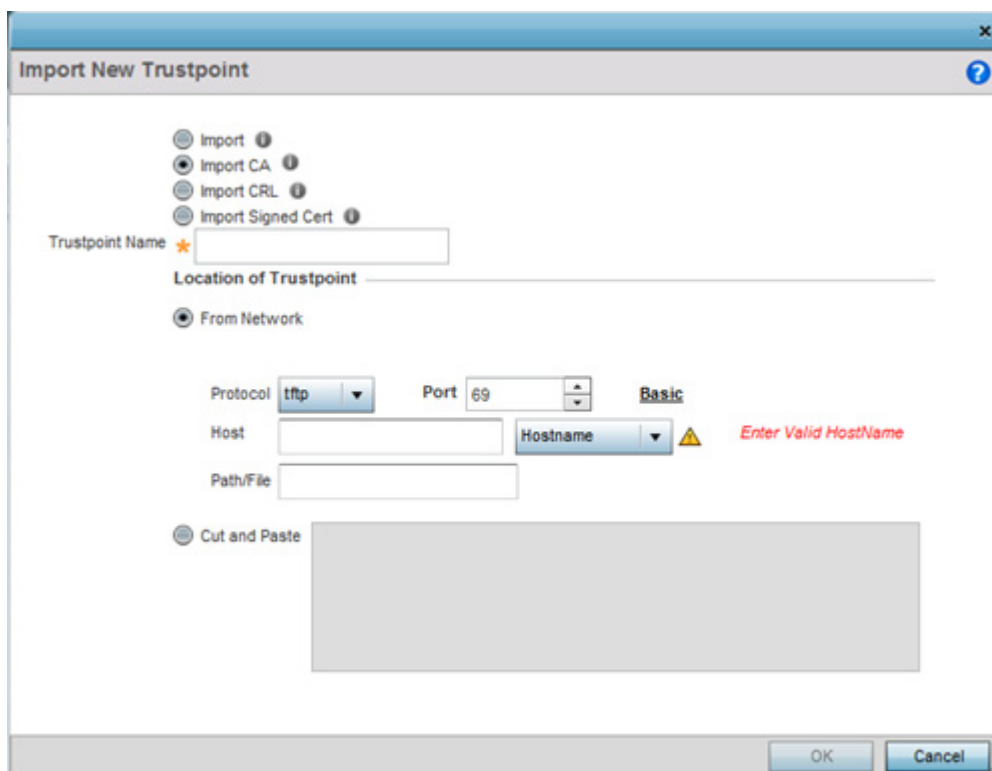 Import New Trustpoint
Import
Import CA
Import CRL
Import Signed Cert
Trustpoint Name *
Location of Trustpoint
From Network
Protocol tftp Port 69 Basic
Host Hostname Enter Valid HostName
Path/File
Cut and Paste
OK Cancel